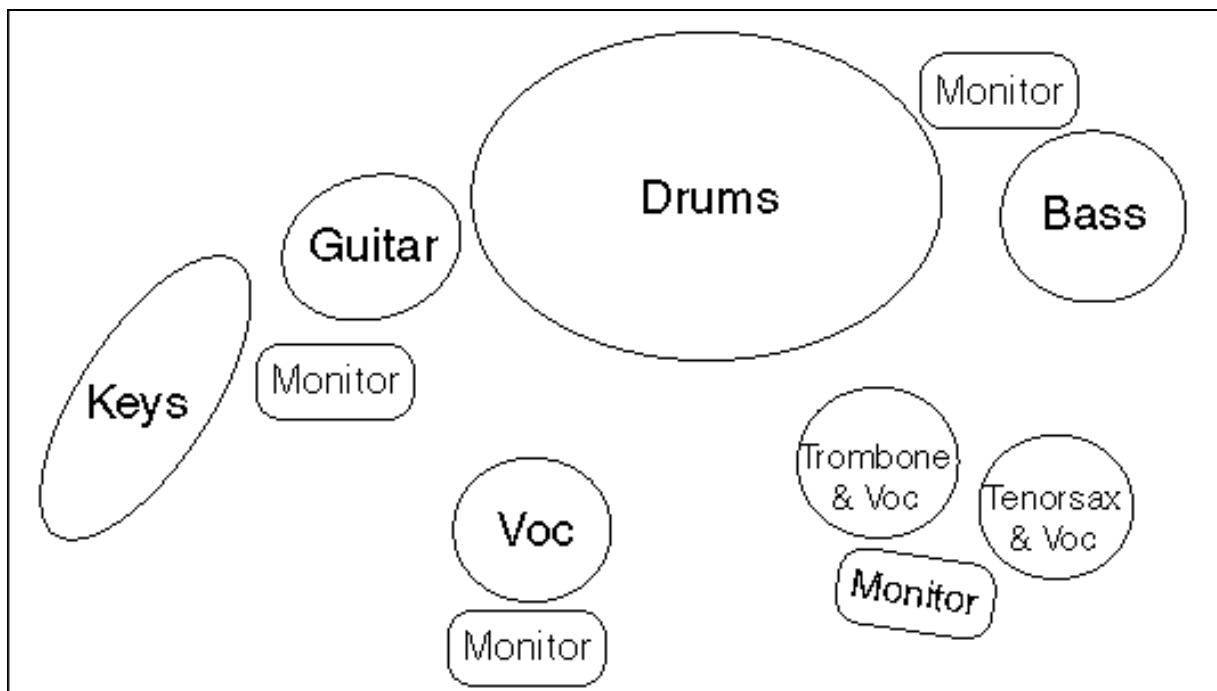 Monitor
Drums
Bass
Guitar
Monitor
Keys
Trombone
& Voc
Tenorsax
& Voc
Voc
Monitor
Monitor